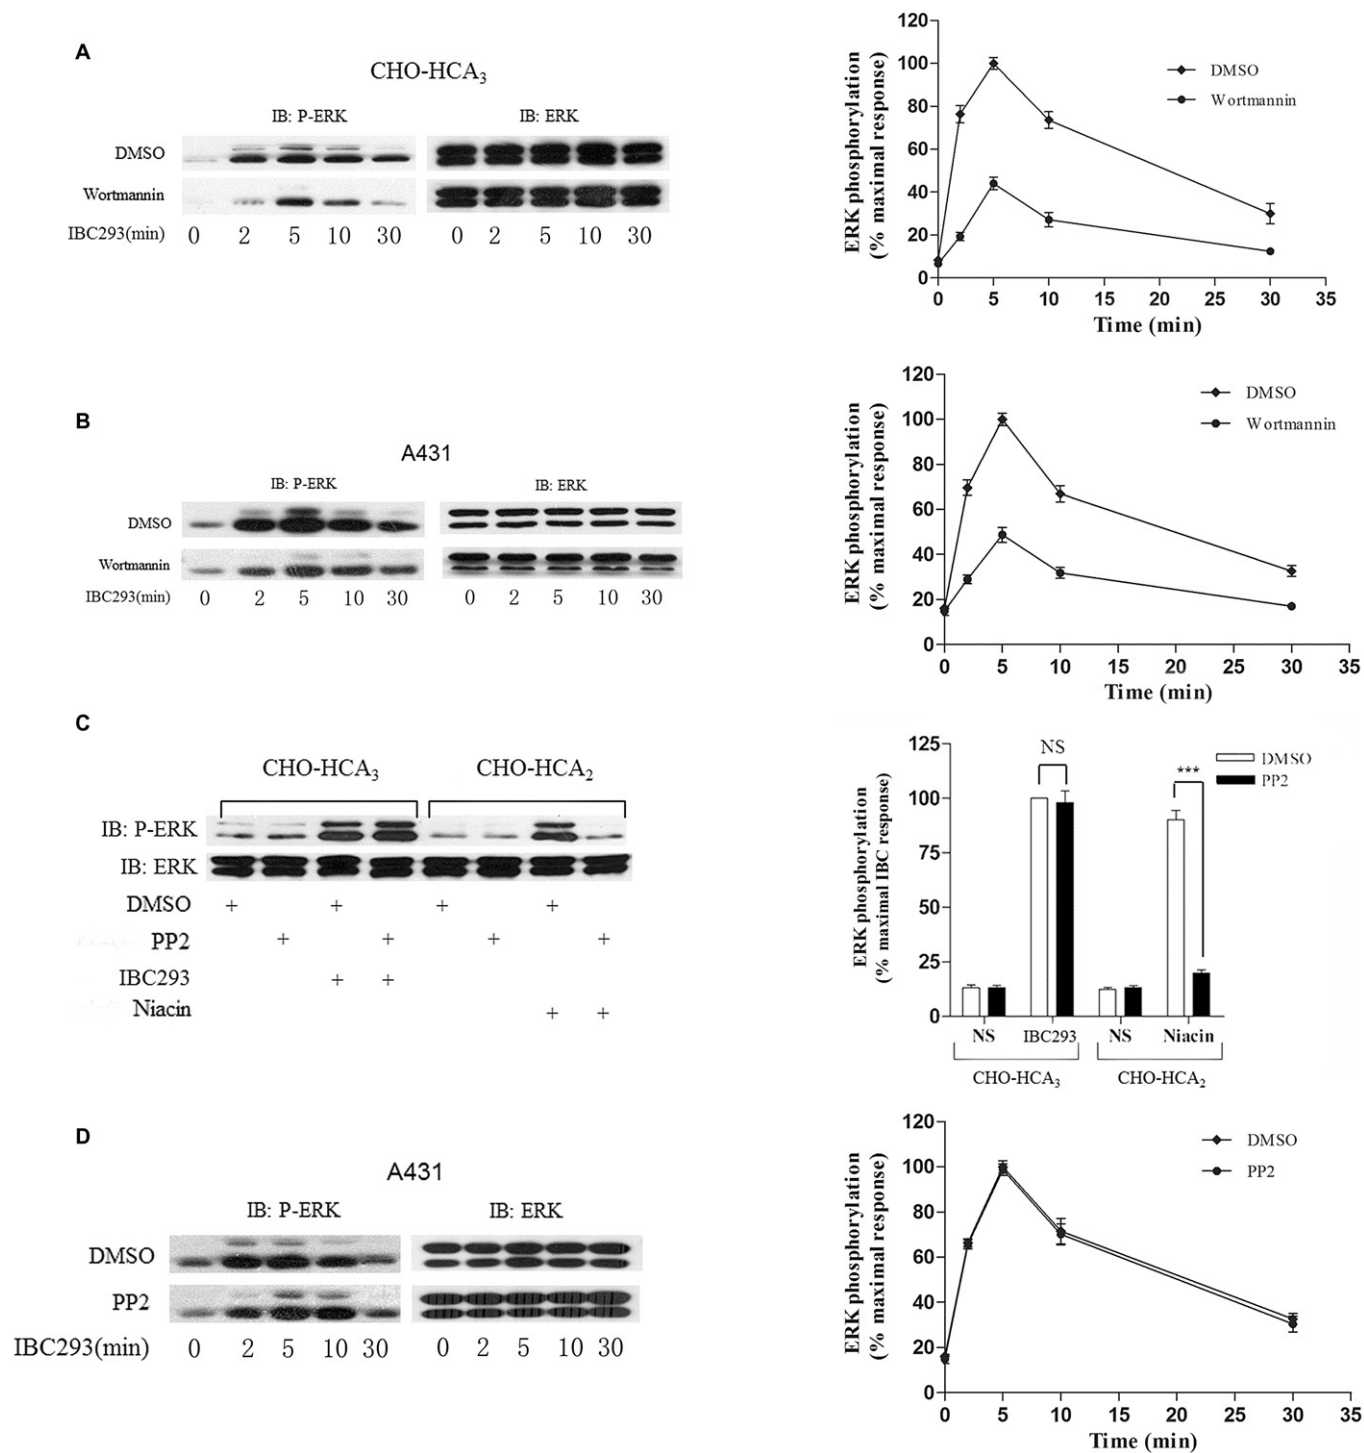 A
CHO-HCA3
IB: P-ERK IB: ERK
DMSO
Wortmannin
IBC293(min) 0 2 5 10 30 0 2 5 10 30
ERK phosphorylation
(% maximal response)
120
100
80
60
40
20
0
0 5 10 15 20 25 30 35
Time (min)
DMSO
Wortmannin
B
A431
IB: P-ERK IB: ERK
DMSO
Wortmannin
IBC293(min) 0 2 5 10 30 0 2 5 10 30
ERK phosphorylation
(% maximal response)
120
100
80
60
40
20
0
0 5 10 15 20 25 30 35
Time (min)
DMSO
Wortmannin
C
CHO-HCA3 CHO-HCA2
IB: P-ERK
IB: ERK
DMSO + + + +
PP2 + + + +
IBC293 + +
Niacin + +
ERK phosphorylation
(% maximal IBC response)
125
100
75
50
25
0
NS
***
DMSO
PP2
NS IBC293 NS Niacin
CHO-HCA3 CHO-HCA2
D
A431
IB: P-ERK IB: ERK
DMSO
PP2
IBC293(min) 0 2 5 10 30 0 2 5 10 30
ERK phosphorylation
(% maximal response)
120
100
80
60
40
20
0
0 5 10 15 20 25 30 35
Time (min)
DMSO
PP2